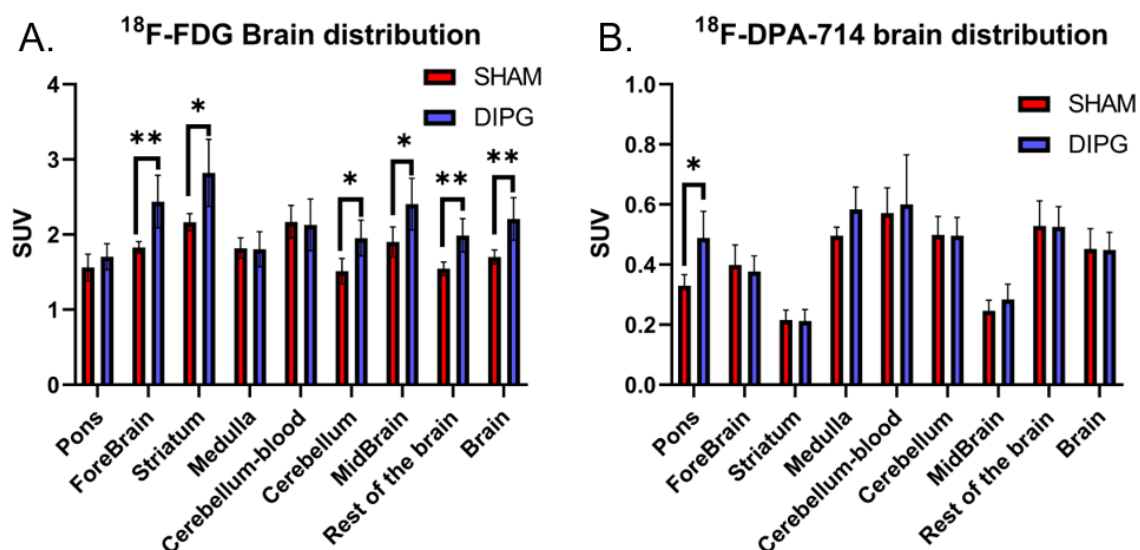 A. ¹⁸F-FDG Brain distribution
SUV
4
3
2
1
0
SHAM
DIPG
**
*
*
*
**
**
Pons
ForeBrain
Striatum
Medulla
Cerebellum-blood
Cerebellum
MidBrain
Rest of the brain
Brain
B. ¹⁸F-DPA-714 brain distribution
SUV
1.0
0.8
0.6
0.4
0.2
0.0
SHAM
DIPG
*
Pons
ForeBrain
Striatum
Medulla
Cerebellum-blood
Cerebellum
MidBrain
Rest of the brain
Brain